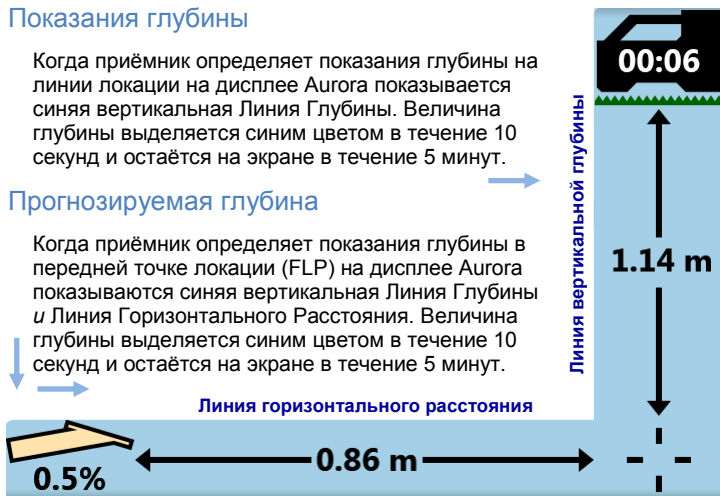 Показания глубины
Когда приёмник определяет показания глубины на
линии локации на дисплее Aurora показывается
синяя вертикальная Линия Глубины. Величина
глубины выделяется синим цветом в течение 10
секунд и остаётся на экране в течение 5 минут.
Прогнозируемая глубина
Когда приёмник определяет показания глубины в
передней точке локации (FLP) на дисплее Aurora
показываются синяя вертикальная Линия Глубины
и Линия Горизонтального Расстояния. Величина
глубины выделяется синим цветом в течение 10
секунд и остаётся на экране в течение 5 минут.
Линия горизонтального расстояния
Линия вертикальной глубины
00:06
1.14 m
0.86 m
0.5%